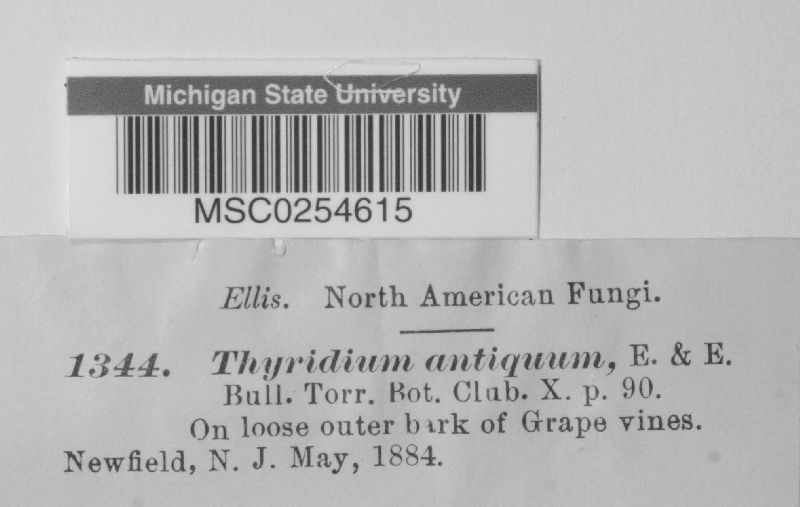 Michigan State University
MSC0254615
Ellis. North American Fungi.
1344. Thyridium antiquum, E. & E.
Bull. Torr. Bot. Club. X. p. 90.
On loose outer bark of Grape vines.
Newfield, N. J. May, 1884.